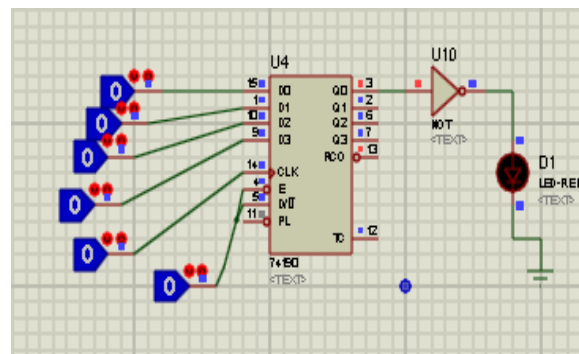 U4
15 D0 Q0 3
1 D1 Q1 2
10 D2 Q2 6
9 D3 Q3 7
RCO 13
14 CLK
4 E
5 D/U
11 PL
TC 12
74190
<TEXT>
U10
NOT
<TEXT>
D1
LED-RED
<TEXT>
0
0
0
0
0
0